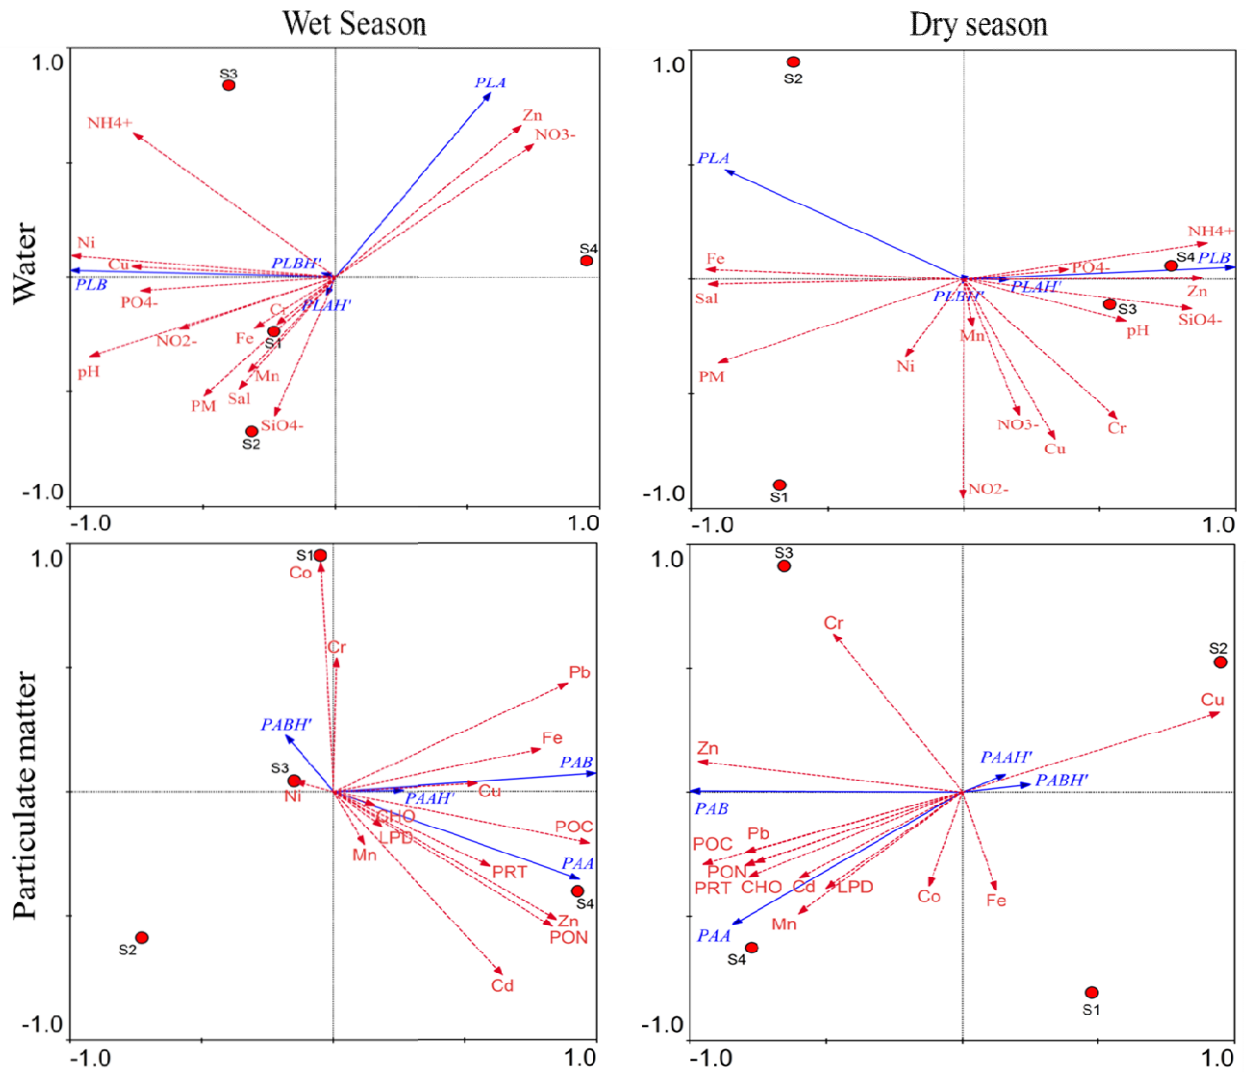 Wet Season
Dry season
Water
1.0
S3
PLA
NH4+
Zn
NO3-
Ni
Cu
PLBH'
S4
PLB
PO4-
PLAH'
Cr
NO2-
Fe
S1
pH
Mn
Sal
PM
SiO4-
S2
-1.0
-1.0
1.0
1.0
S2
PLA
NH4+
Fe
PO4-
S4
PLB
Sal
PLBH'
PLAH'
Zn
S3
SiO4-
pH
Mn
Ni
PM
NO3-
Cr
Cu
S1
NO2-
-1.0
-1.0
1.0
Particulate matter
1.0
S1
Co
Cr
Pb
PABH'
Fe
S3
PAB
Ni
Cu
PAAH'
CHO
POC
LPD
Mn
PRT
PAA
S4
Zn
PON
S2
Cd
-1.0
-1.0
1.0
1.0
S3
Cr
S2
Cu
Zn
PAAH'
PABH'
PAB
POC
Pb
PON
PRT
CHO
Cd
LPD
Co
Fe
Mn
PAA
S4
S1
-1.0
-1.0
1.0